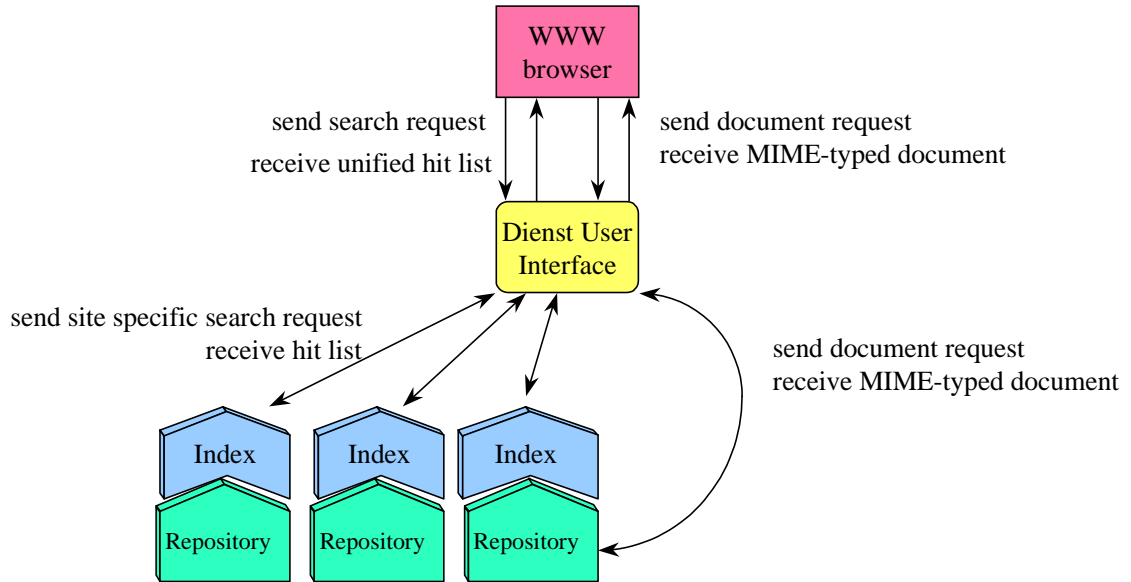 WWW
browser
send search request
receive unified hit list
send document request
receive MIME-typed document
Dienst User
Interface
send site specific search request
receive hit list
send document request
receive MIME-typed document
Index
Index
Index
Repository
Repository
Repository